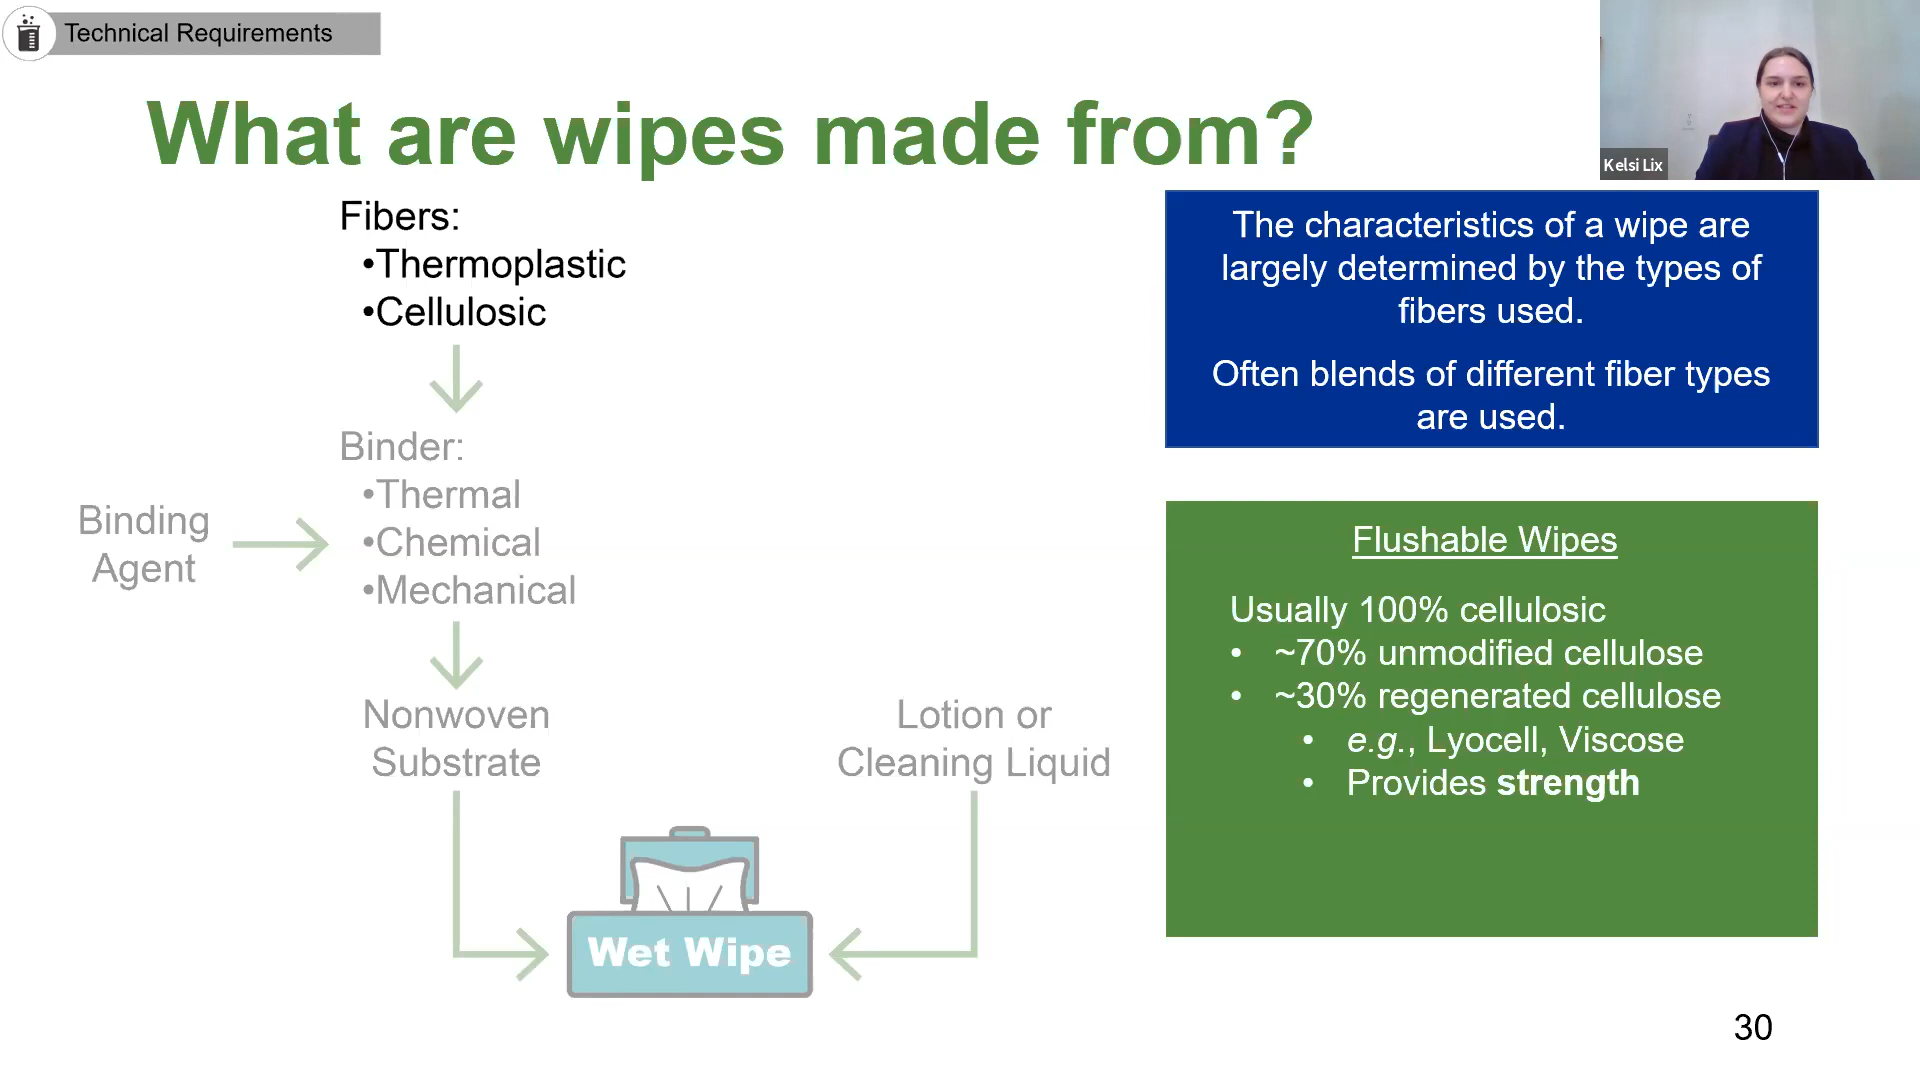 Technical Requirements
What are wipes made from?
Kelsi Lix
Fibers:
•Thermoplastic
•Cellulosic
Binder:
•Thermal
•Chemical
•Mechanical
Binding
Agent
Nonwoven
Substrate
Lotion or
Cleaning Liquid
Wet Wipe
The characteristics of a wipe are
largely determined by the types of
fibers used.
Often blends of different fiber types
are used.
Flushable Wipes
Usually 100% cellulosic
• ~70% unmodified cellulose
• ~30% regenerated cellulose
• e.g., Lyocell, Viscose
• Provides strength
30